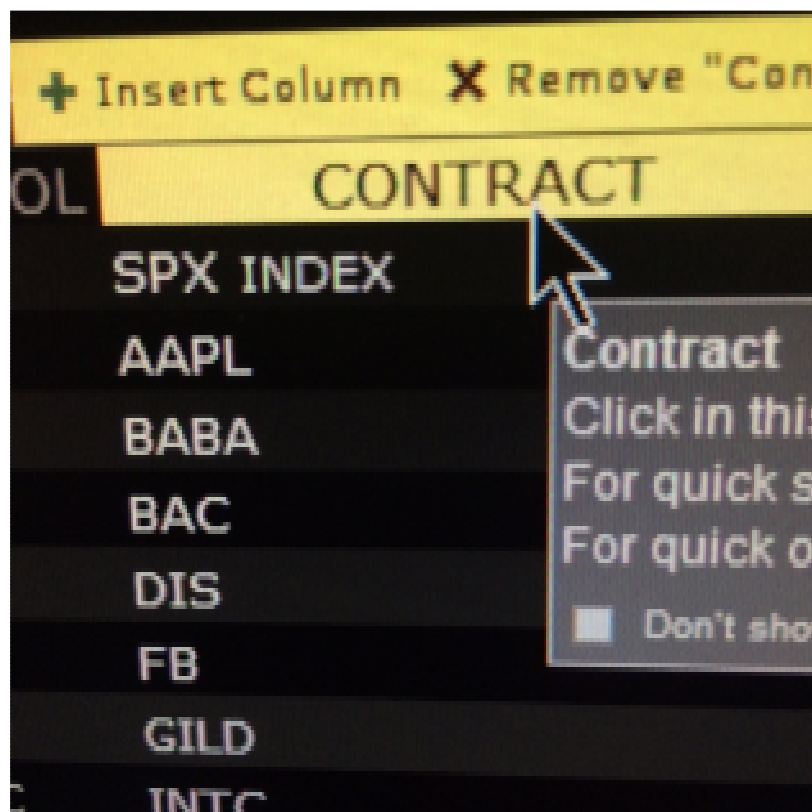 Insert Column Remove "Con
OL CONTRACT
SPX INDEX
AAPL
BABA
BAC
DIS
FB
GILD
INTC
Contract
Click in this
For quick s
For quick o
Don't sho